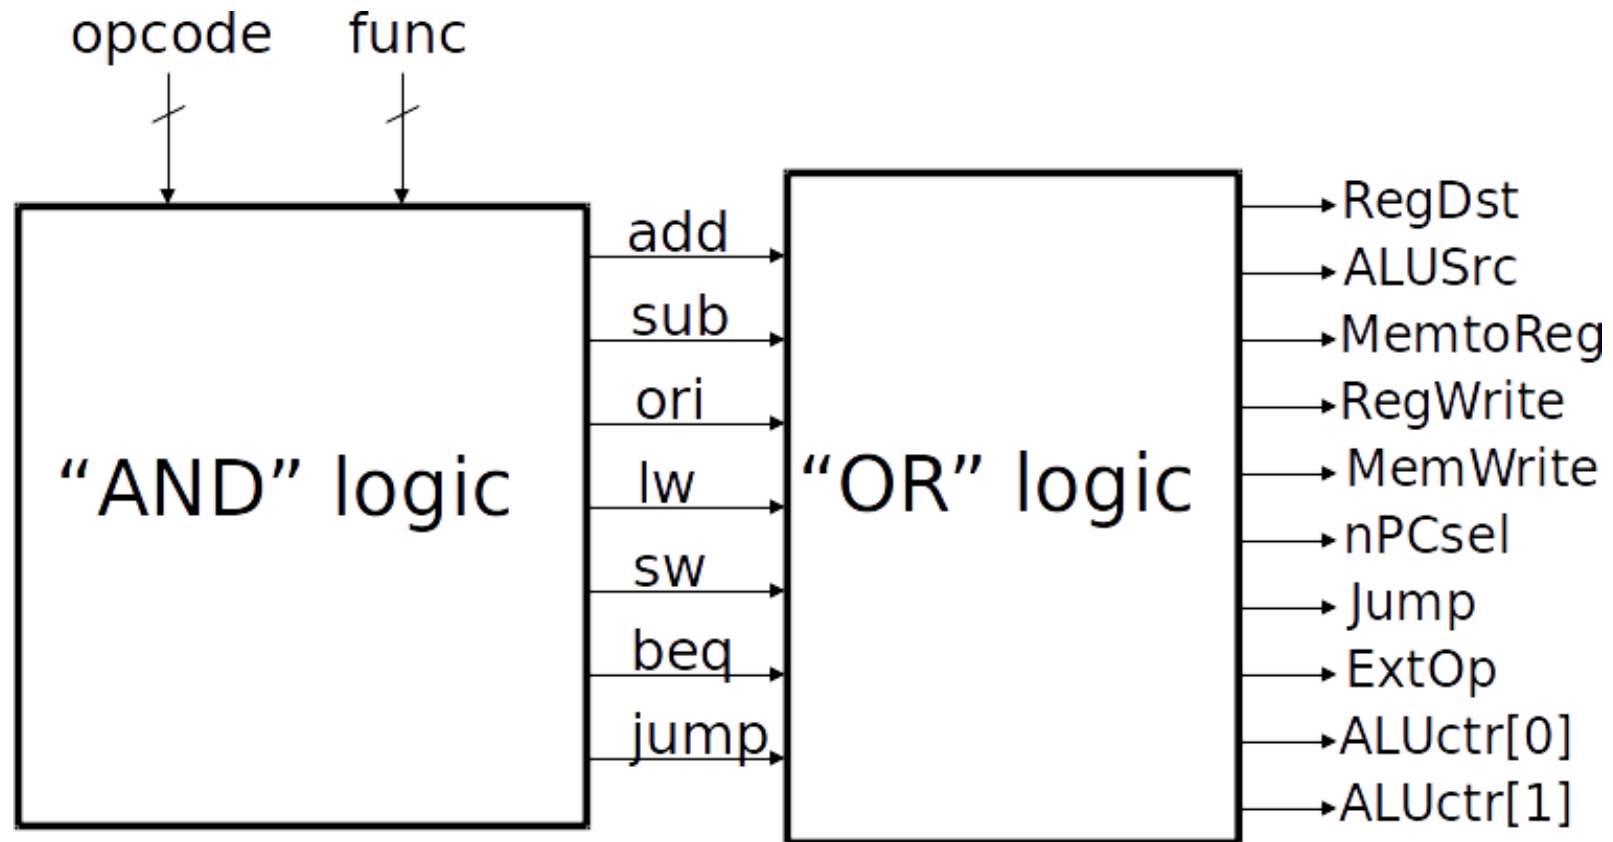 opcode func
add
sub
ori
lw
sw
beq
jump
“AND” logic
“OR” logic
RegDst
ALUSrc
MemtoReg
RegWrite
MemWrite
nPCsel
Jump
ExtOp
ALUctr[0]
ALUctr[1]